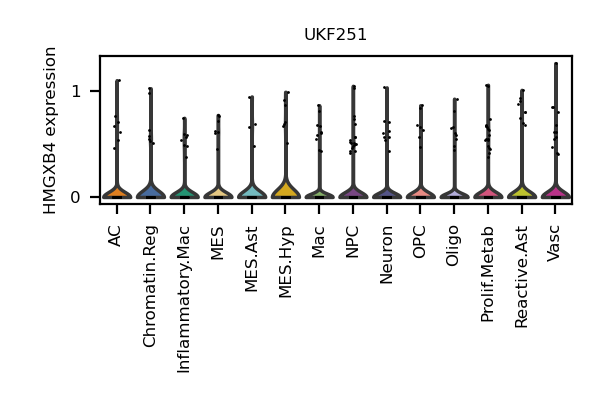 UKF251
HMGXB4 expression
1
0
AC
Chromatin.Reg
Inflammatory.Mac
MES
MES.Ast
MES.Hyp
Mac
NPC
Neuron
OPC
Oligo
Prolif.Metab
Reactive.Ast
Vasc